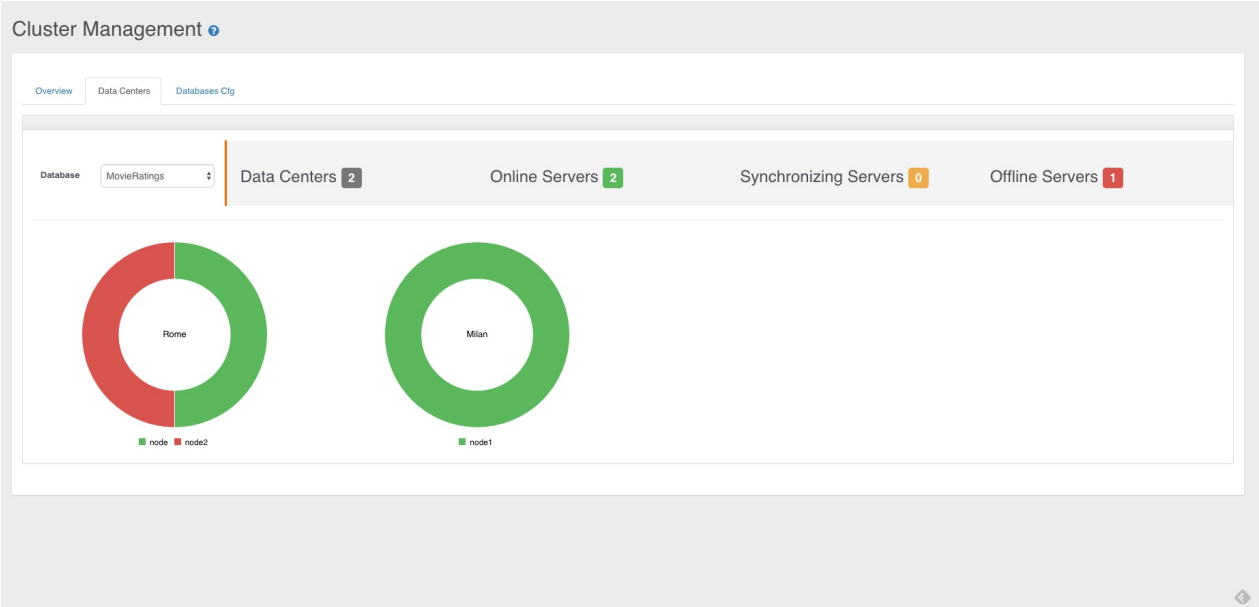 Cluster Management ?
Overview Data Centers Databases Cfg
Database MovieRatings Data Centers 2 Online Servers 2 Synchronizing Servers 0 Offline Servers 1
Rome Milan
node node2 node1